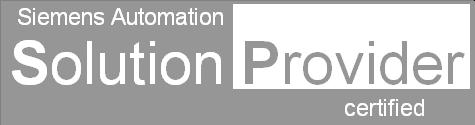 Siemens Automation
Solution Provider
certified